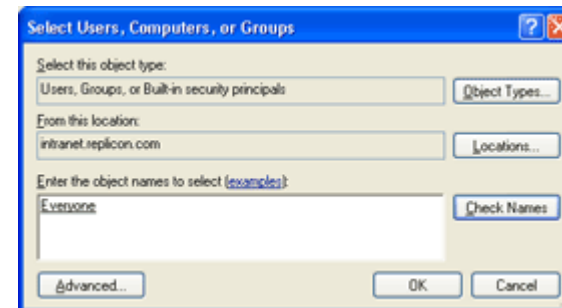 Select Users, Computers, or Groups
Select this object type:
Users, Groups, or Built-in security principals
Object Types...
From this location:
intranet.replicon.com
Locations...
Enter the object names to select (examples):
Everyone
Check Names
Advanced...
OK
Cancel